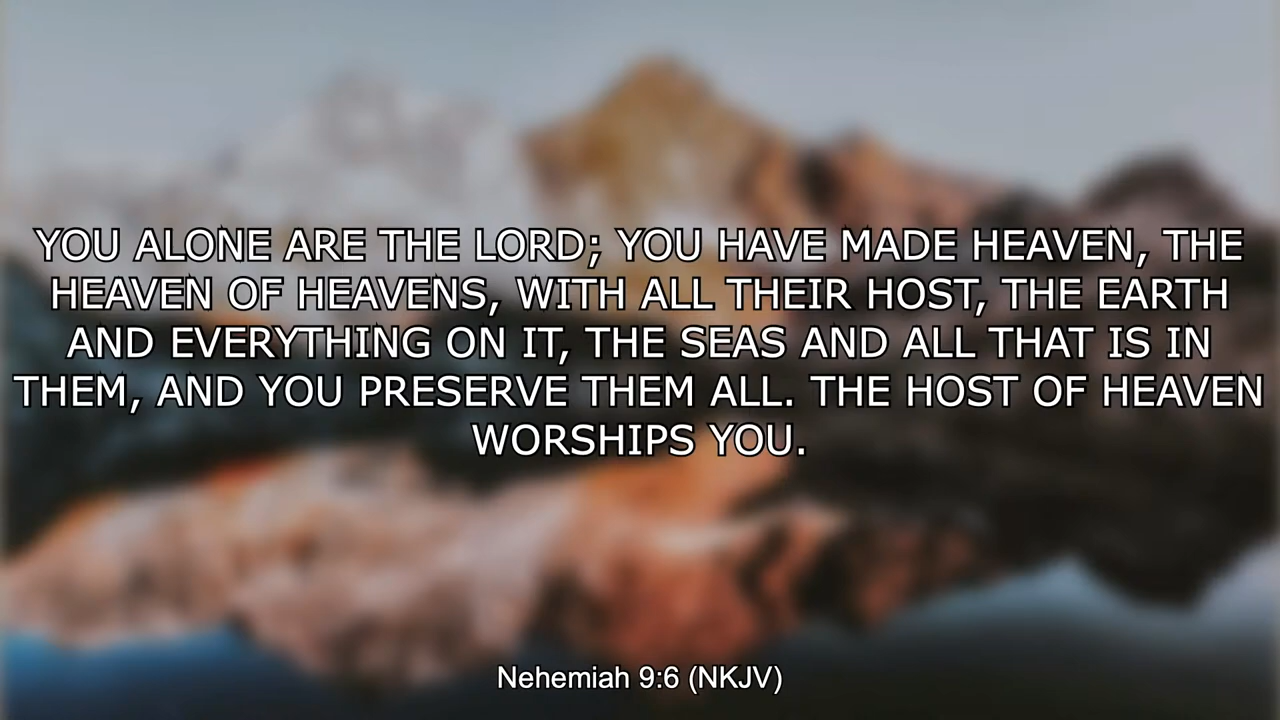 YOU ALONE ARE THE LORD; YOU HAVE MADE HEAVEN, THE
HEAVEN OF HEAVENS, WITH ALL THEIR HOST, THE EARTH
AND EVERYTHING ON IT, THE SEAS AND ALL THAT IS IN
THEM, AND YOU PRESERVE THEM ALL. THE HOST OF HEAVEN
WORSHIPS YOU.
Nehemiah 9:6 (NKJV)